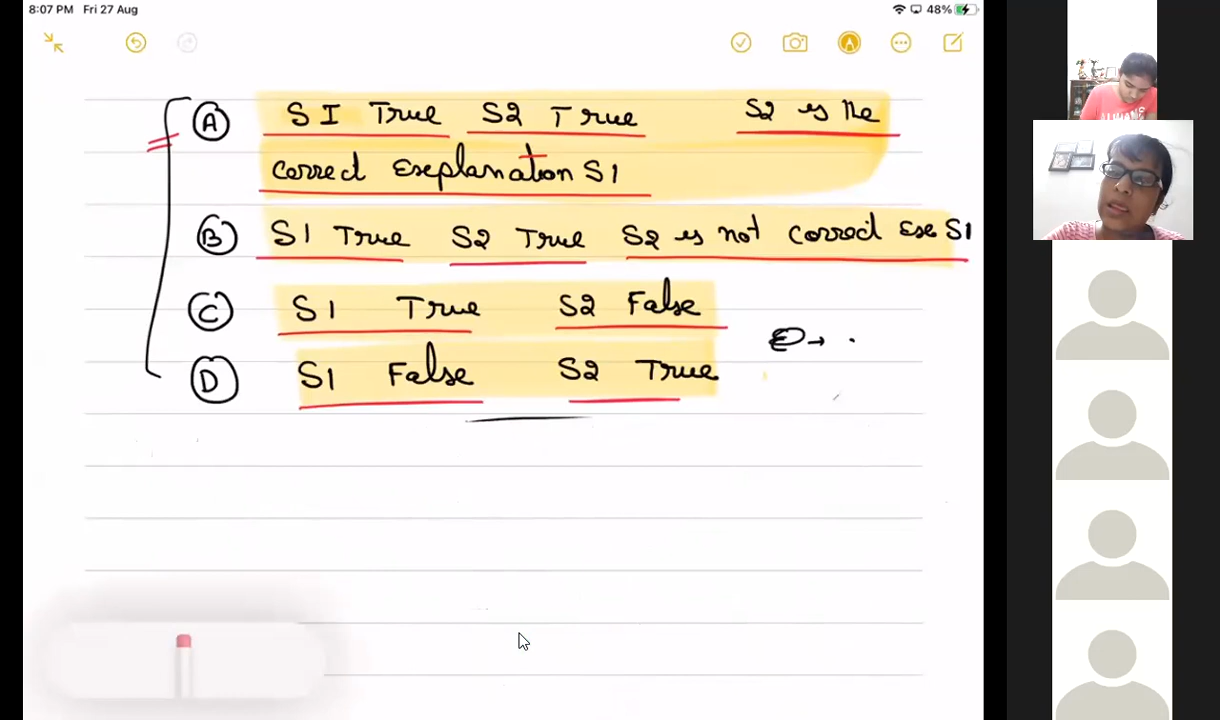 8:07 PM Fri 27 Aug
48%
A S I True S2 True S2 is the
correct Exeplanation S1
B S1 True S2 True S2 is not correct Exe S1
C S1 True S2 False
D S1 False S2 True